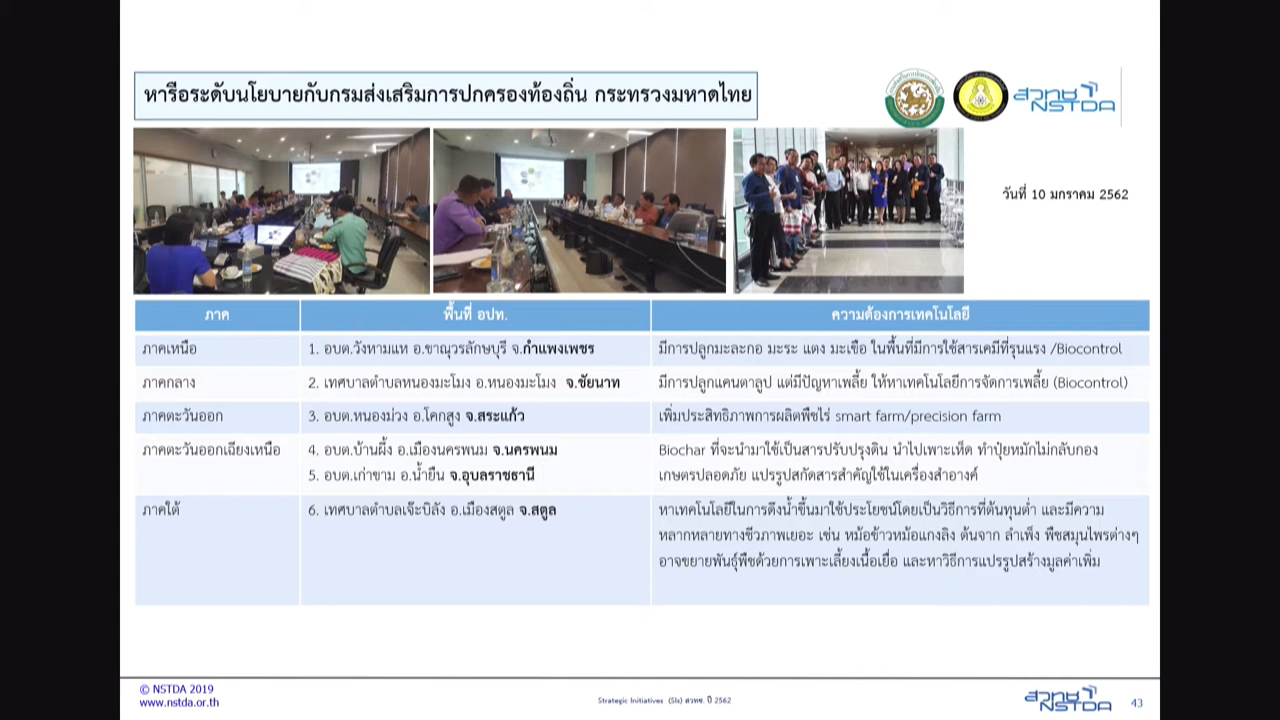 หารือระดับนโยบายกับกรมส่งเสริมการปกครองท้องถิ่น กระทรวงมหาดไทย
สวทช
NSTDA
วันที่ 10 มกราคม 2562
ภาค พื้นที่ อปท. ความต้องการเทคโนโลยี
ภาคเหนือ 1. อบต.วังหามแห อ.ขาณุวรลักษบุรี จ.กำแพงเพชร มีการปลูกมะละกอ มะระ แตง มะเขือ ในพื้นที่มีการใช้สารเคมีที่รุนแรง /Biocontrol
ภาคกลาง 2. เทศบาลตำบลหนองมะโมง อ.หนองมะโมง จ.ชัยนาท มีการปลูกแคนตาลูป แต่มีปัญหาเพลี้ย ให้หาเทคโนโลยีการจัดการเพลี้ย (Biocontrol)
ภาคตะวันออก 3. อบต.หนองม่วง อ.โคกสูง จ.สระแก้ว เพิ่มประสิทธิภาพการผลิตพืชไร่ smart farm/precision farm
ภาคตะวันออกเฉียงเหนือ 4. อบต.บ้านผึ้ง อ.เมืองนครพนม จ.นครพนม Biochar ที่จะนำมาใช้เป็นสารปรับปรุงดิน นำไปเพาะเห็ด ทำปุ๋ยหมักไม่กลับกอง
5. อบต.เก่าขาม อ.น้ำยืน จ.อุบลราชธานี เกษตรปลอดภัย แปรรูปสกัดสารสำคัญใช้ในเครื่องสำอางค์
ภาคใต้ 6. เทศบาลตำบลเจ๊ะบิลัง อ.เมืองสตูล จ.สตูล หาเทคโนโลยีในการดึงน้ำขึ้นมาใช้ประโยชน์โดยเป็นวิธีการที่ต้นทุนต่ำ และมีความ
หลากหลายทางชีวภาพเยอะ เช่น หม้อข้าวหม้อแกงลิง ต้นจาก ลำเพ็ง พืชสมุนไพรต่างๆ
อาจขยายพันธุ์พืชด้วยการเพาะเลี้ยงเนื้อเยื่อ และหาวิธีการแปรรูปสร้างมูลค่าเพิ่ม
© NSTDA 2019
www.nstda.or.th
Strategic Initiatives (SIs) สวทช. ปี 2562
สวทช
NSTDA
43